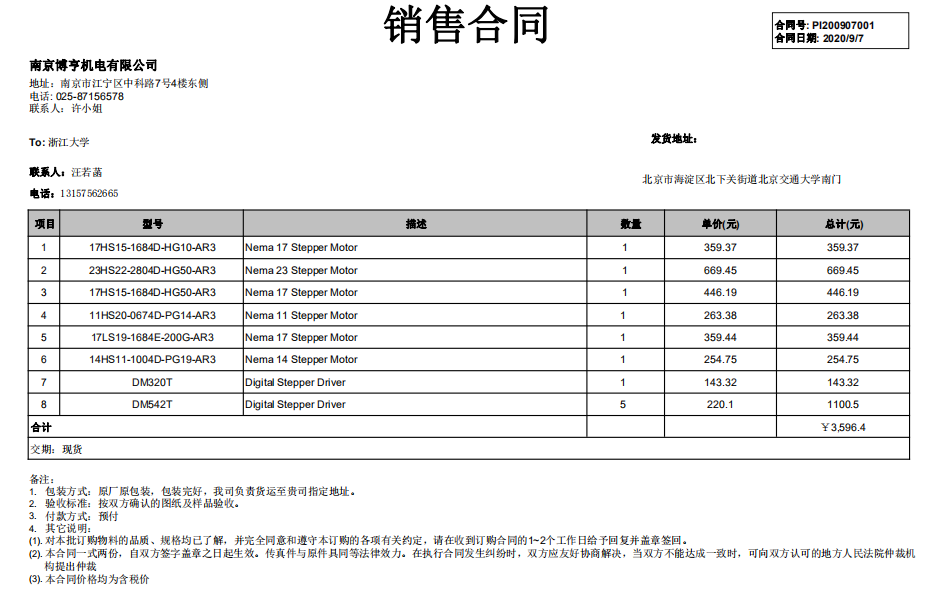 销售合同
合同号: PI200907001
合同日期: 2020/9/7
南京博亨机电有限公司
地址：南京市江宁区中科路7号4楼东侧
电话: 025-87156578
联系人：许小姐
To: 浙江大学
发货地址：
联系人：汪若菡
北京市海淀区北下关街道北京交通大学南门
电话：13157562665
项目 型号 描述 数量 单价(元) 总计(元)
1 17HS15-1684D-HG10-AR3 Nema 17 Stepper Motor 1 359.37 359.37
2 23HS22-2804D-HG50-AR3 Nema 23 Stepper Motor 1 669.45 669.45
3 17HS15-1684D-HG50-AR3 Nema 17 Stepper Motor 1 446.19 446.19
4 11HS20-0674D-PG14-AR3 Nema 11 Stepper Motor 1 263.38 263.38
5 17LS19-1684E-200G-AR3 Nema 17 Stepper Motor 1 359.44 359.44
6 14HS11-1004D-PG19-AR3 Nema 14 Stepper Motor 1 254.75 254.75
7 DM320T Digital Stepper Driver 1 143.32 143.32
8 DM542T Digital Stepper Driver 5 220.1 1100.5
合计 ￥3,596.4
交期：现货
备注：
1. 包装方式：原厂原包装，包装完好，我司负责货运至贵司指定地址。
2. 验收标准：按双方确认的图纸及样品验收。
3. 付款方式：预付
4. 其它说明：
(1). 对本批订购物料的品质、规格均已了解，并完全同意和遵守本订购的各项有关约定，请在收到订购合同的1~2个工作日给予回复并盖章签回。
(2). 本合同一式两份，自双方签字盖章之日起生效。传真件与原件具同等法律效力。在执行合同发生纠纷时，双方应友好协商解决，当双方不能达成一致时，可向双方认可的地方人民法院仲裁机
构提出仲裁
(3). 本合同价格均为含税价